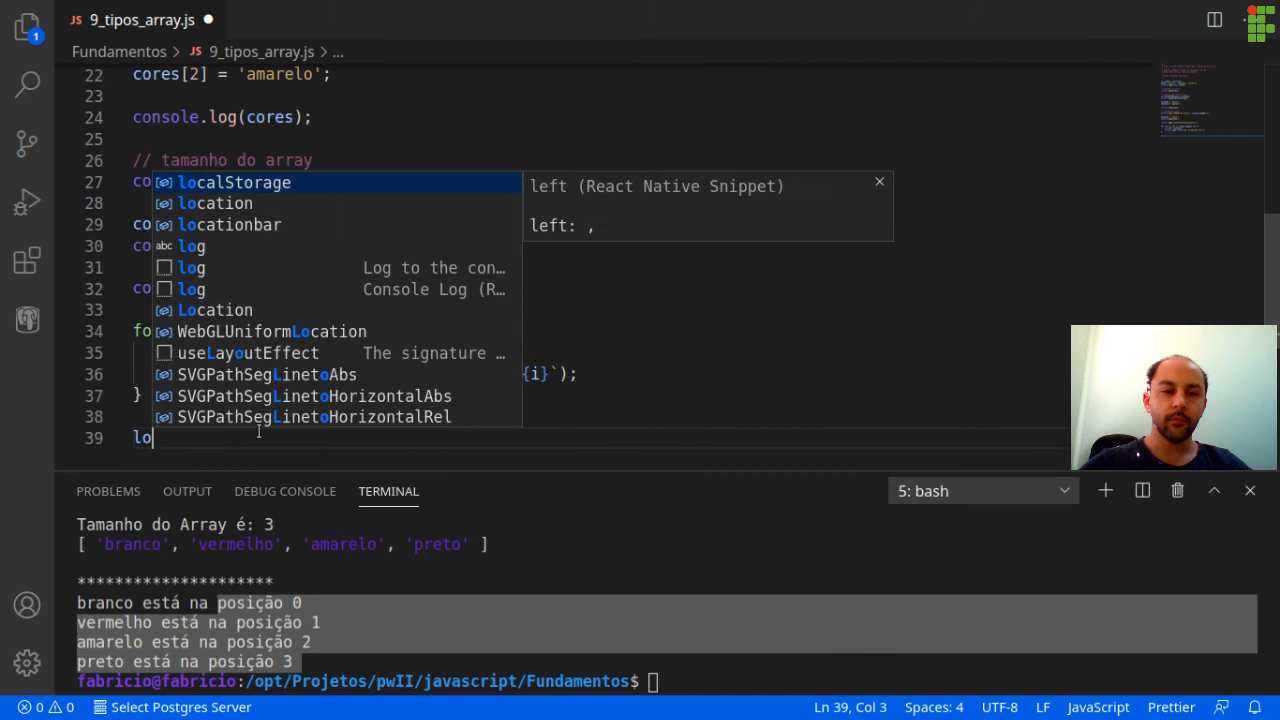 JS 9_tipos_array.js
1
Fundamentos > JS 9_tipos_array.js > ...
22 cores[2] = 'amarelo';
23
24 console.log(cores);
25
26 // tamanho do array
27 co
28
29 co
30 co
31
32 co
33
34 fo
35
36 {i}`);
37 }
38
39 lo
localStorage
location
locationbar
abc log
log Log to the con…
log Console Log (R…
Location
WebGLUniformLocation
useLayoutEffect The signature …
SVGPathSegLinetoAbs
SVGPathSegLinetoHorizontalAbs
SVGPathSegLinetoHorizontalRel
left (React Native Snippet)
left: ,
PROBLEMS OUTPUT DEBUG CONSOLE TERMINAL 5: bash
Tamanho do Array é: 3
[ 'branco', 'vermelho', 'amarelo', 'preto' ]
*********************
branco está na posição 0
vermelho está na posição 1
amarelo está na posição 2
preto está na posição 3
fabricio@fabricio:/opt/Projetos/pwII/javascript/Fundamentos$
0 0 Select Postgres Server Ln 39, Col 3 Spaces: 4 UTF-8 LF JavaScript Prettier